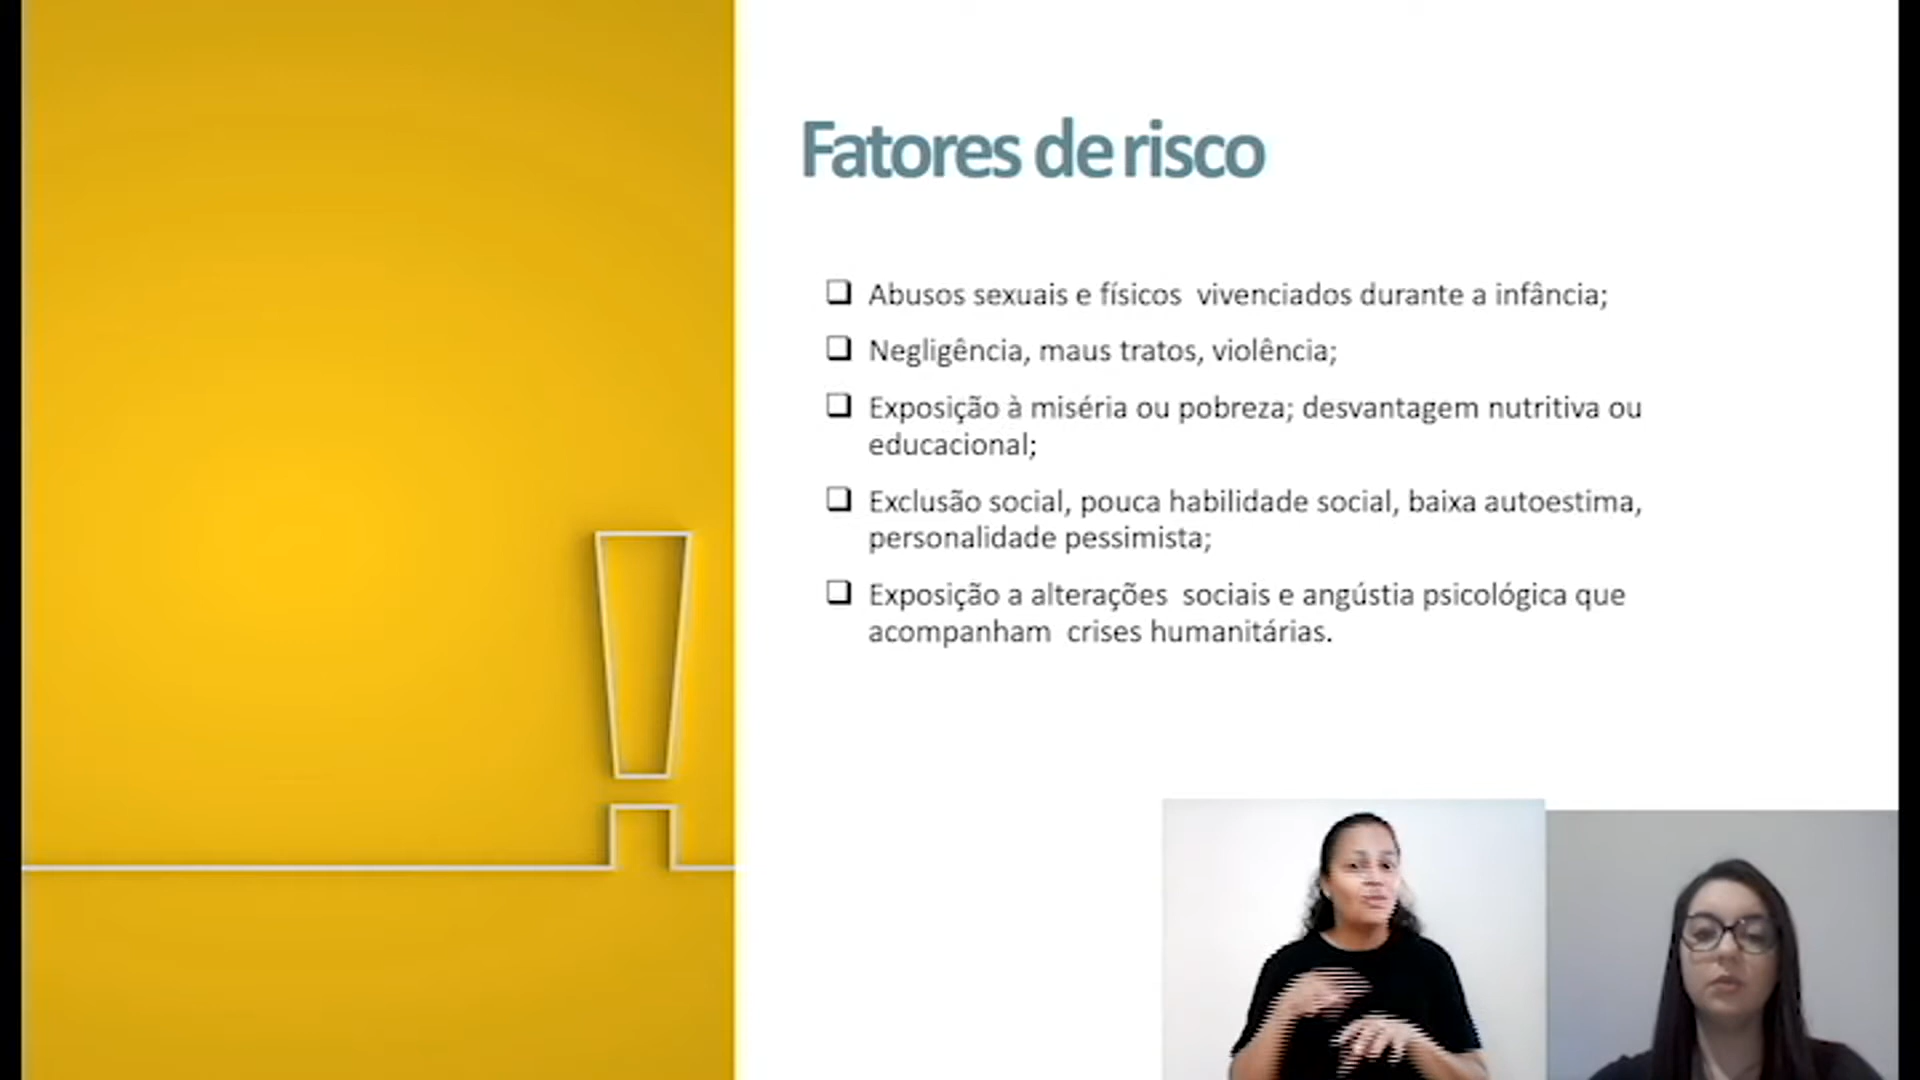 Fatores de risco
❑ Abusos sexuais e físicos vivenciados durante a infância;
❑ Negligência, maus tratos, violência;
❑ Exposição à miséria ou pobreza; desvantagem nutritiva ou
educacional;
❑ Exclusão social, pouca habilidade social, baixa autoestima,
personalidade pessimista;
❑ Exposição a alterações sociais e angústia psicológica que
acompanham crises humanitárias.